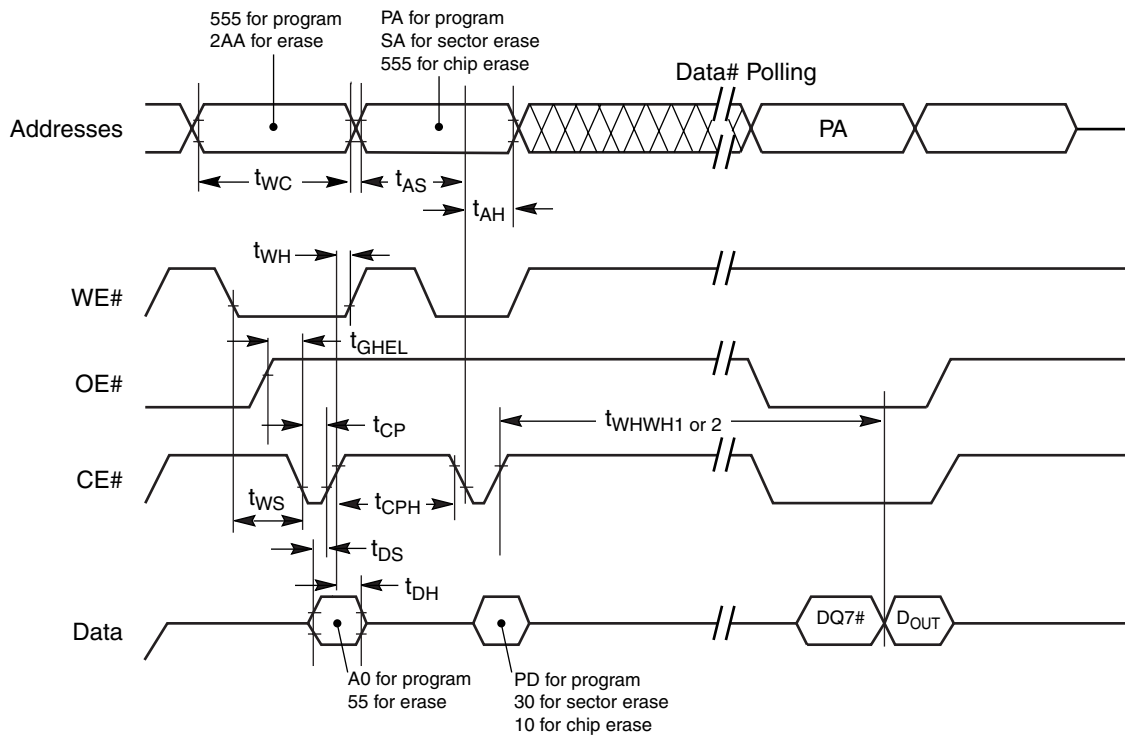 555 for program
2AA for erase
PA for program
SA for sector erase
555 for chip erase
Data# Polling
Addresses
PA
tWC
tAS
tAH
tWH
WE#
tGHEL
OE#
tWHWH1 or 2
tCP
CE#
tWS
tCPH
tDS
tDH
Data
DQ7#
DOUT
A0 for program
55 for erase
PD for program
30 for sector erase
10 for chip erase